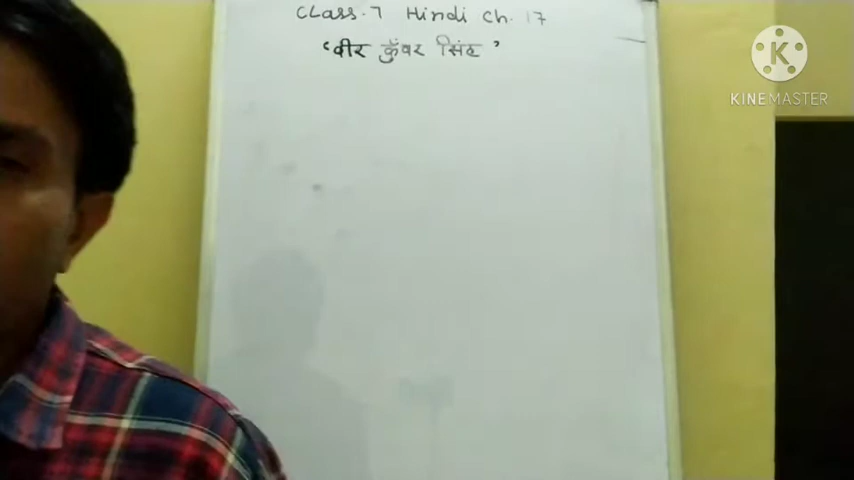 Class-7 Hindi Ch. 17
‘वीर कुँवर सिंह’
K
KINEMASTER